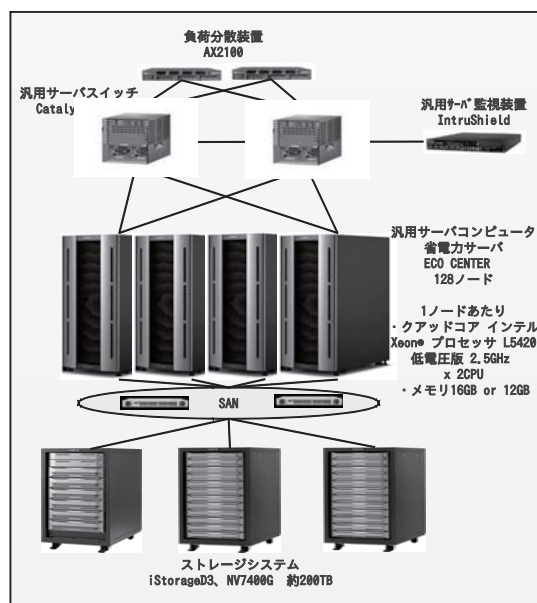 負荷分散装置
AX2100
汎用サーバスイッチ
汎用サーバ監視装置
IntruShield
汎用サーバコンピュータ
省電力サーバ
ECO CENTER
128ノード
1ノードあたり
・クアッドコア インテル
Xeon® プロセッサ L5420
低電圧版 2.5GHz
x 2CPU
・メモリ16GB or 12GB
SAN
ストレージシステム
iStorageD3、NV7400G 約200TB